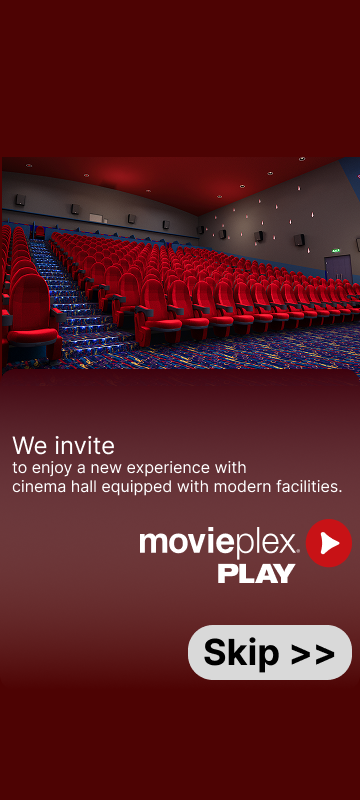 We invite
to enjoy a new experience with
cinema hall equipped with modern facilities.
movieplex
PLAY
Skip >>